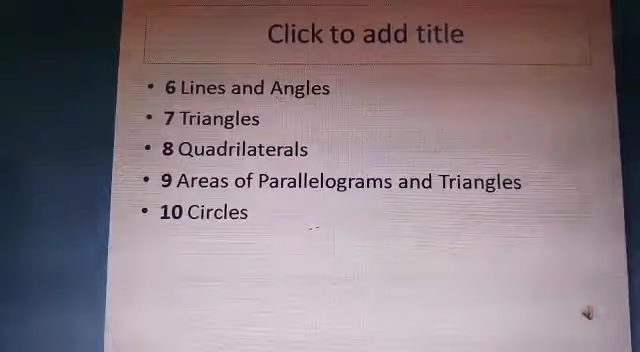 Click to add title
• 6 Lines and Angles
• 7 Triangles
• 8 Quadrilaterals
• 9 Areas of Parallelograms and Triangles
• 10 Circles